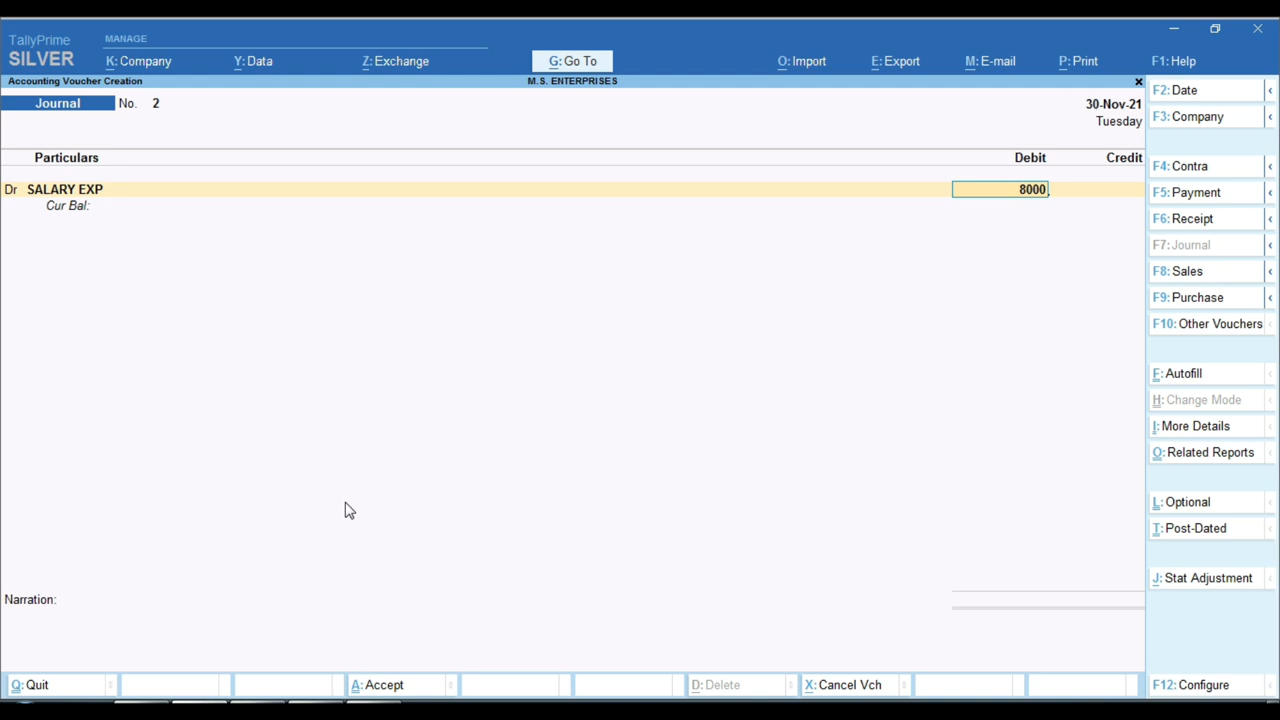 TallyPrime
SILVER
MANAGE
K: Company
Y: Data
Z: Exchange
G: Go To
O: Import
E: Export
M: E-mail
P: Print
F1: Help
Accounting Voucher Creation
M.S. ENTERPRISES
Journal No. 2
30-Nov-21
Tuesday
Particulars Debit Credit
Dr SALARY EXP 8000
Cur Bal:
Narration:
F2: Date
F3: Company
F4: Contra
F5: Payment
F6: Receipt
F7: Journal
F8: Sales
F9: Purchase
F10: Other Vouchers
F: Autofill
H: Change Mode
I: More Details
O: Related Reports
L: Optional
T: Post-Dated
J: Stat Adjustment
Q: Quit
A: Accept
D: Delete
X: Cancel Vch
F12: Configure